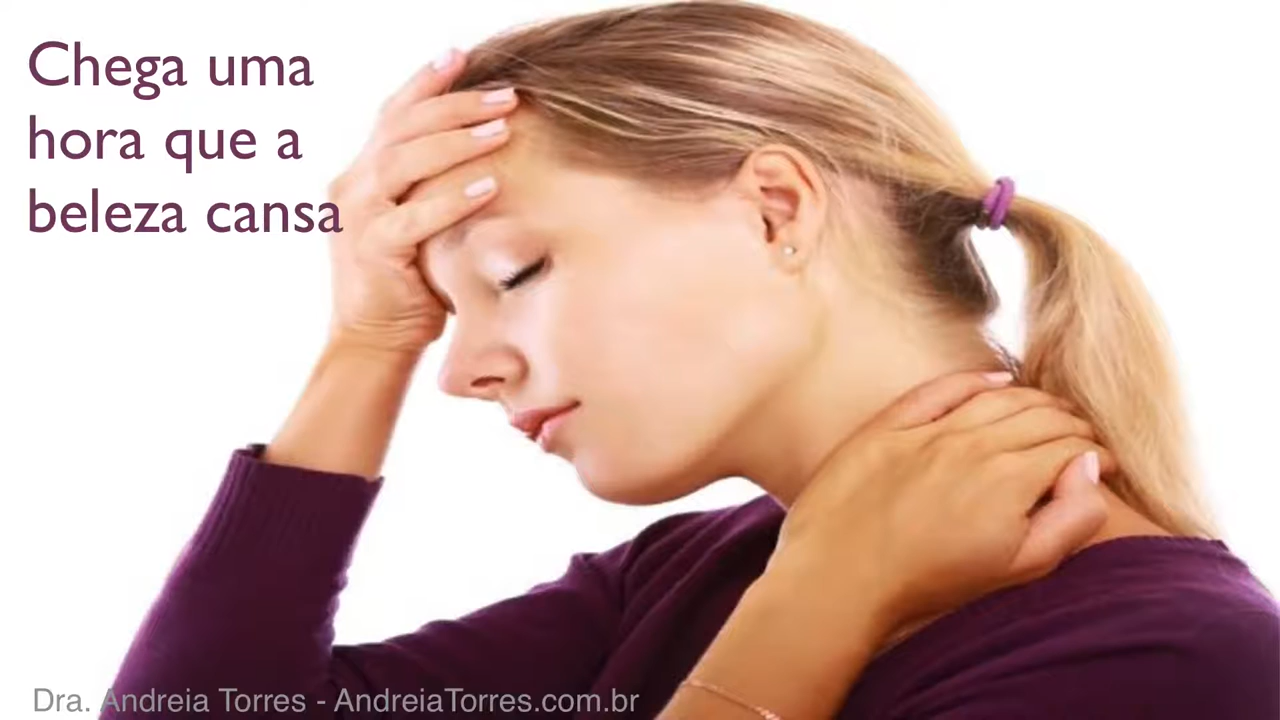 Chega uma
hora que a
beleza cansa
Dra. Andreia Torres - AndreiaTorres.com.br